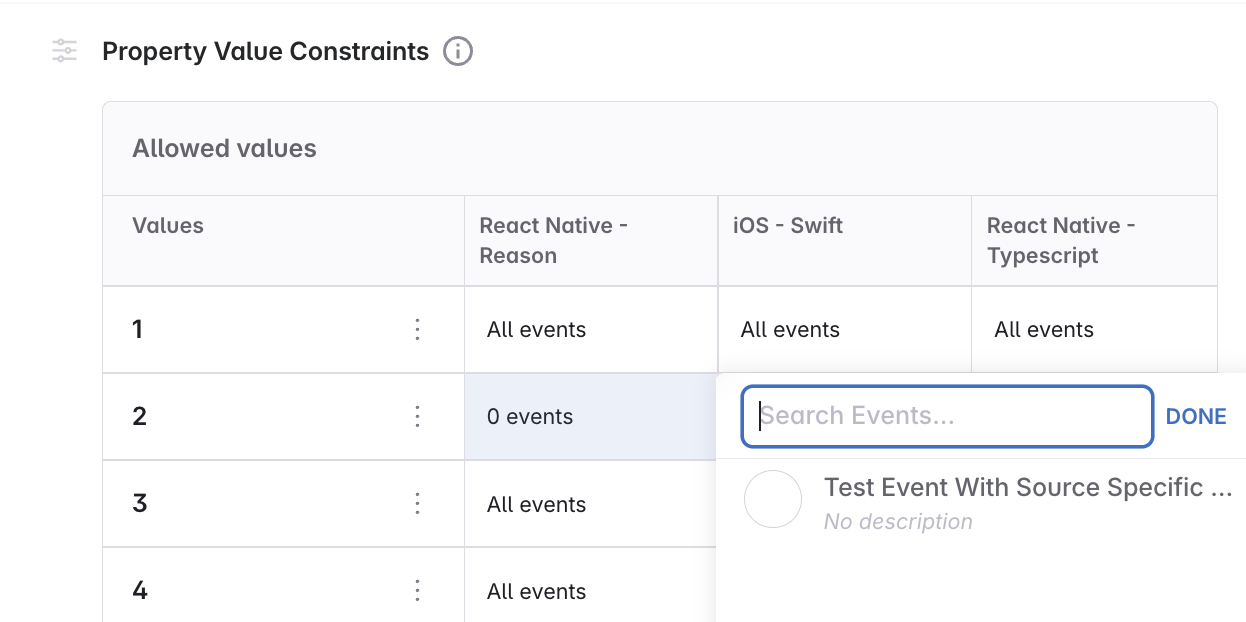 Property Value Constraints
Allowed values
Values
React Native -
Reason
iOS - Swift
React Native -
Typescript
1
All events
All events
All events
2
0 events
Search Events...
DONE
Test Event With Source Specific ...
No description
3
All events
4
All events